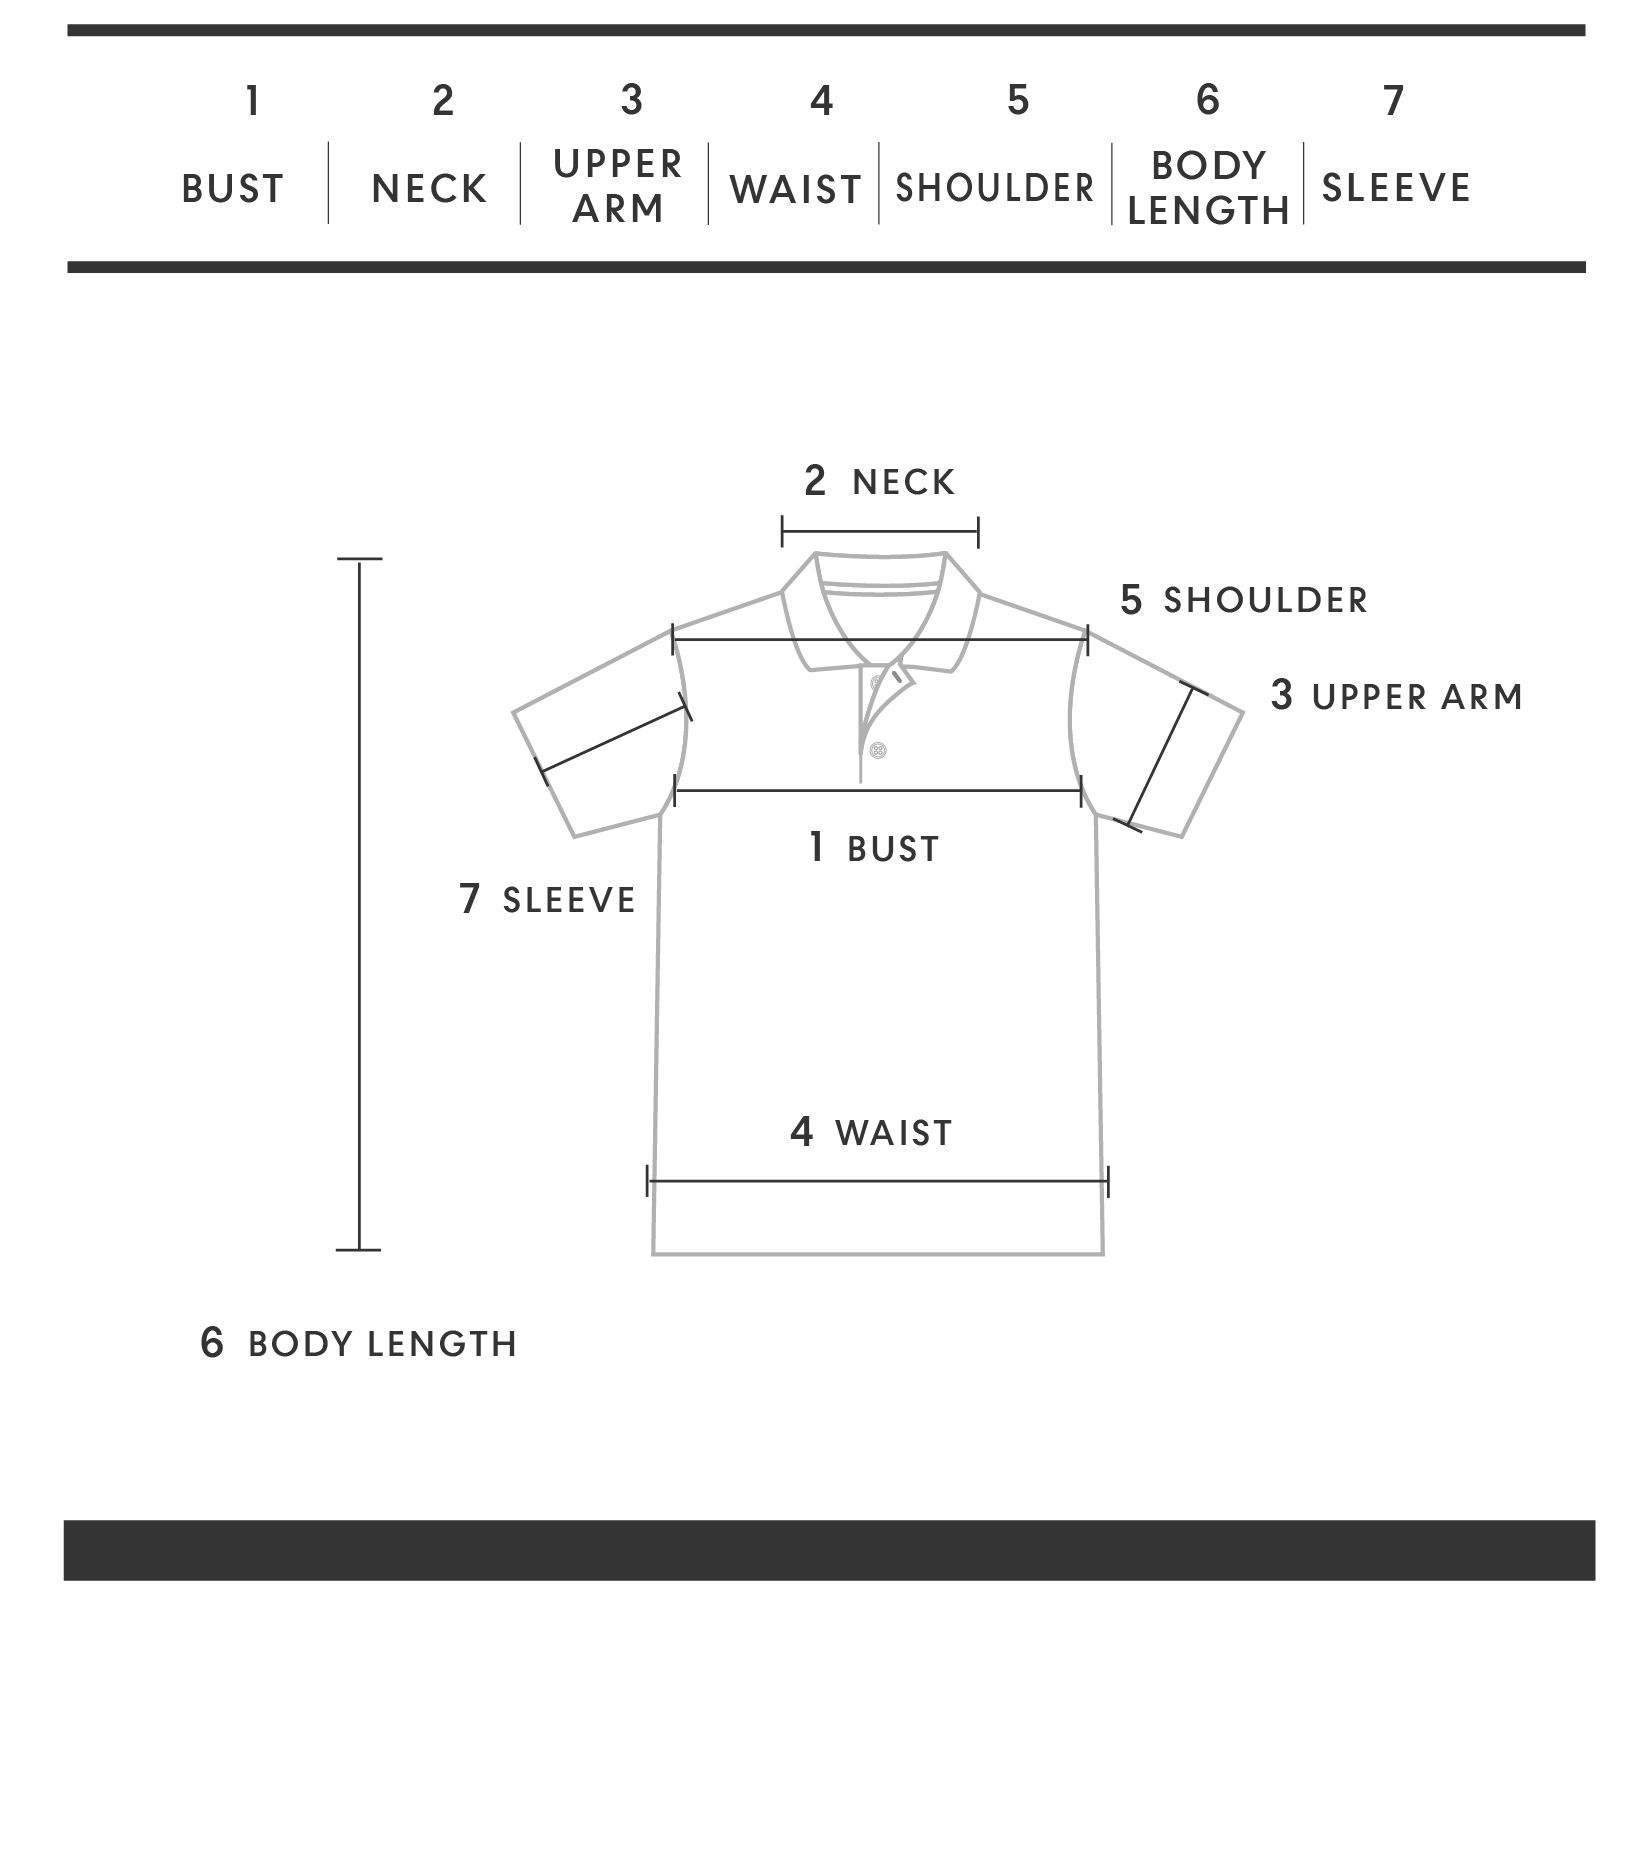 1 2 3 4 5 6 7
BUST NECK UPPER ARM WAIST SHOULDER BODY LENGTH SLEEVE
2 NECK
5 SHOULDER
3 UPPER ARM
1 BUST
7 SLEEVE
4 WAIST
6 BODY LENGTH